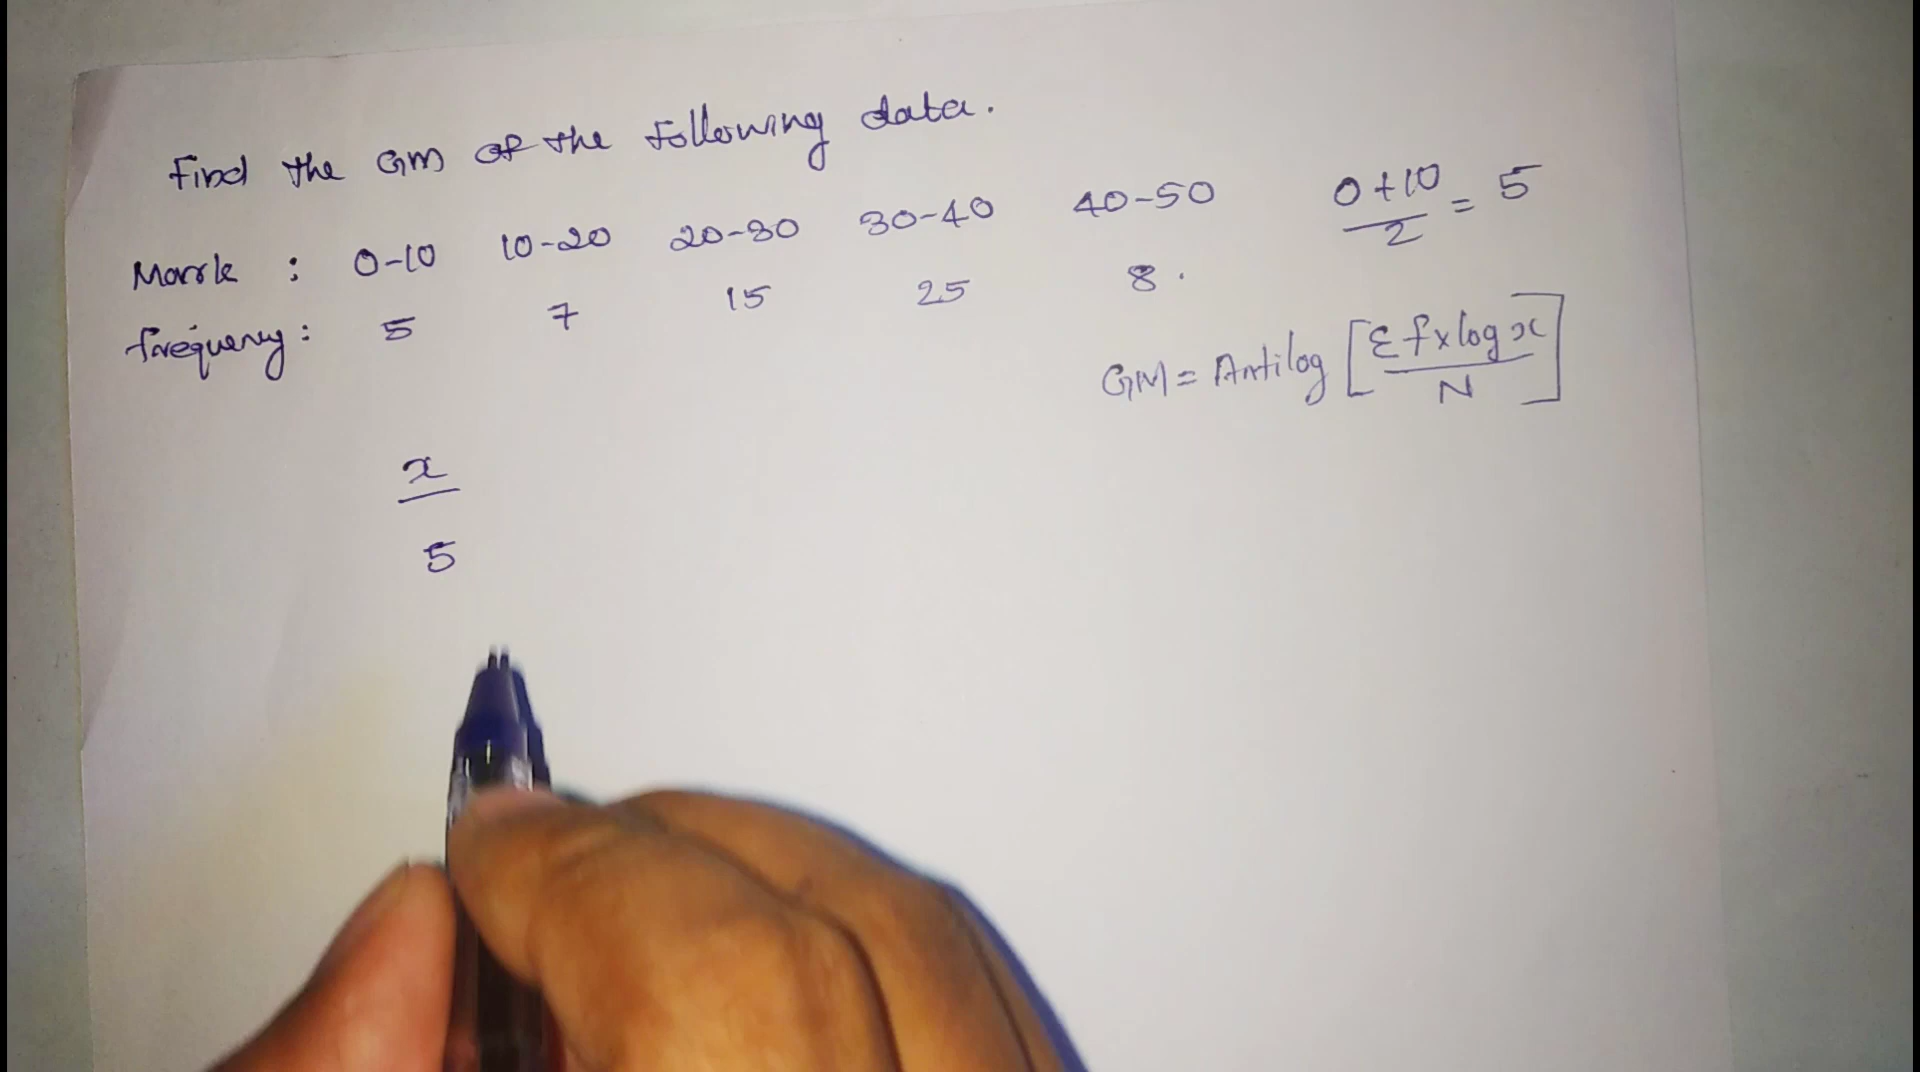 Find the GM of the following data.
Mark : 0-10 10-20 20-30 30-40 40-50
frequency: 5 7 15 25 8.
0+10/2 = 5
GM = Antilog [Σf×log x/N]
x
5